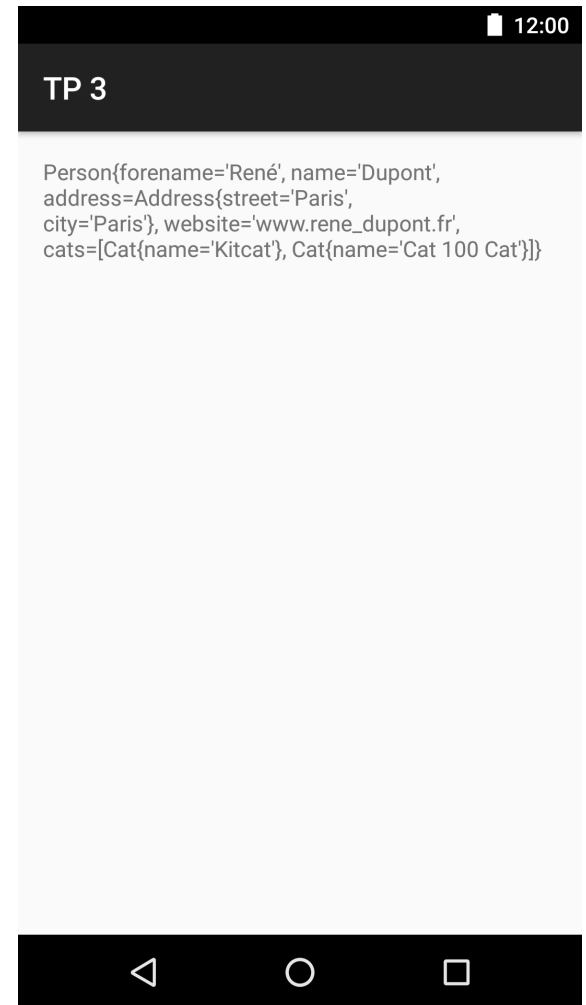 12:00
TP 3
Person{forename='René', name='Dupont',
address=Address{street='Paris',
city='Paris'}, website='www.rene_dupont.fr',
cats=[Cat{name='Kitcat'}, Cat{name='Cat 100 Cat'}]}